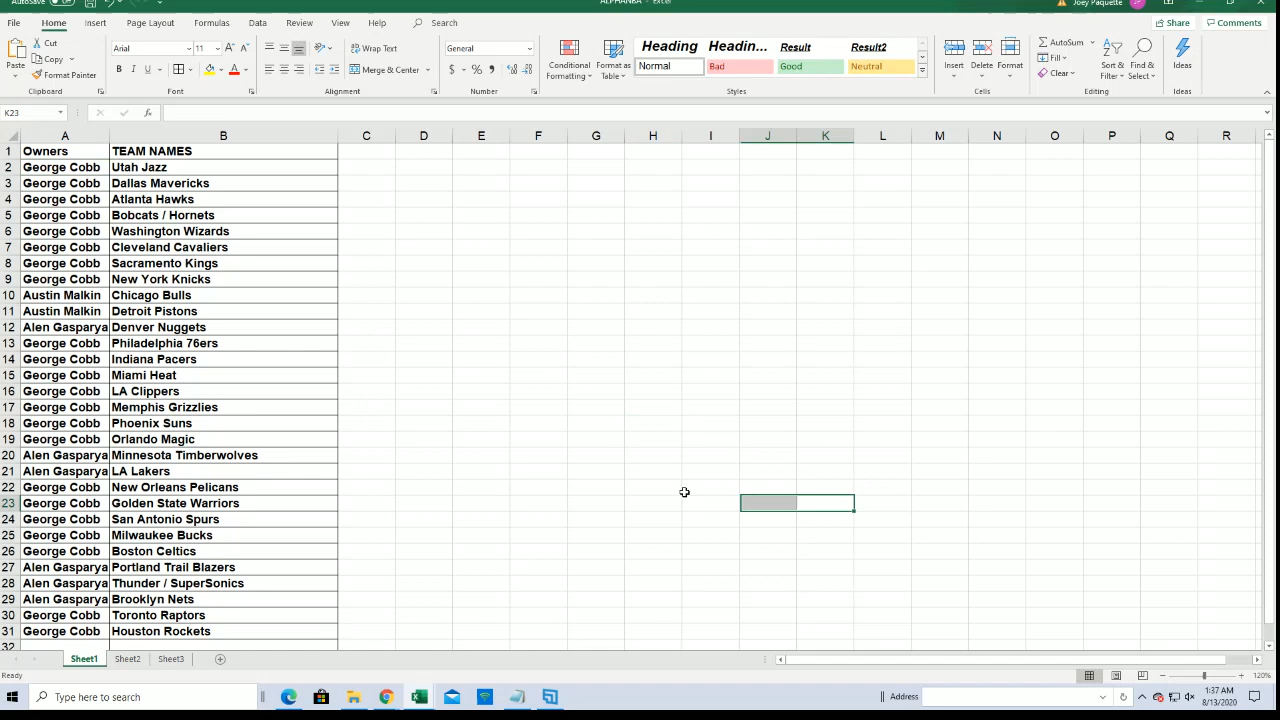 AutoSave Off ALPHANBA - Excel Joey Paquette JP
File Home Insert Page Layout Formulas Data Review View Help Search Share Comments
Paste Cut Copy Format Painter Clipboard
Arial 11 A A B I U A Font
Wrap Text Merge & Center Alignment
General $ % , Number
Conditional Formatting Format as Table Heading Headin... Result Result2 Normal Bad Good Neutral Styles
Insert Delete Format Cells
AutoSum Fill Clear Sort & Filter Find & Select Editing
Ideas Ideas
K23 fx
A B C D E F G H I J K L M N O P Q R
1 Owners TEAM NAMES
2 George Cobb Utah Jazz
3 George Cobb Dallas Mavericks
4 George Cobb Atlanta Hawks
5 George Cobb Bobcats / Hornets
6 George Cobb Washington Wizards
7 George Cobb Cleveland Cavaliers
8 George Cobb Sacramento Kings
9 George Cobb New York Knicks
10 Austin Malkin Chicago Bulls
11 Austin Malkin Detroit Pistons
12 Alen Gasparya Denver Nuggets
13 George Cobb Philadelphia 76ers
14 George Cobb Indiana Pacers
15 George Cobb Miami Heat
16 George Cobb LA Clippers
17 George Cobb Memphis Grizzlies
18 George Cobb Phoenix Suns
19 George Cobb Orlando Magic
20 Alen Gasparya Minnesota Timberwolves
21 Alen Gasparya LA Lakers
22 George Cobb New Orleans Pelicans
23 George Cobb Golden State Warriors
24 George Cobb San Antonio Spurs
25 George Cobb Milwaukee Bucks
26 George Cobb Boston Celtics
27 Alen Gasparya Portland Trail Blazers
28 Alen Gasparya Thunder / SuperSonics
29 Alen Gasparya Brooklyn Nets
30 George Cobb Toronto Raptors
31 George Cobb Houston Rockets
32
Sheet1 Sheet2 Sheet3
Ready 120%
Type here to search Address 1:37 AM
8/13/2020